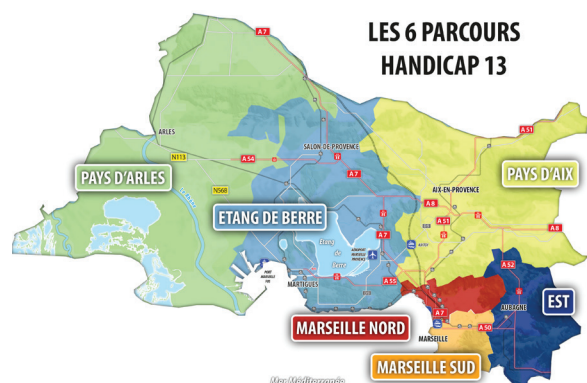 LES 6 PARCOURS
HANDICAP 13
A7
A51
ARLES
N113
A54
SALON DE PROVENCE
A7
PAYS D'ARLES
N568
AIX-EN-PROVENCE
PAYS D'AIX
A8
A51
A8
ETANG DE BERRE
A7
Etang
de
Berre
A52
A55
MARTIGUES
EST
AUBAGNE
MARSEILLE NORD
A7
MARSEILLE
A50
MARSEILLE SUD
Mer Méditerranée